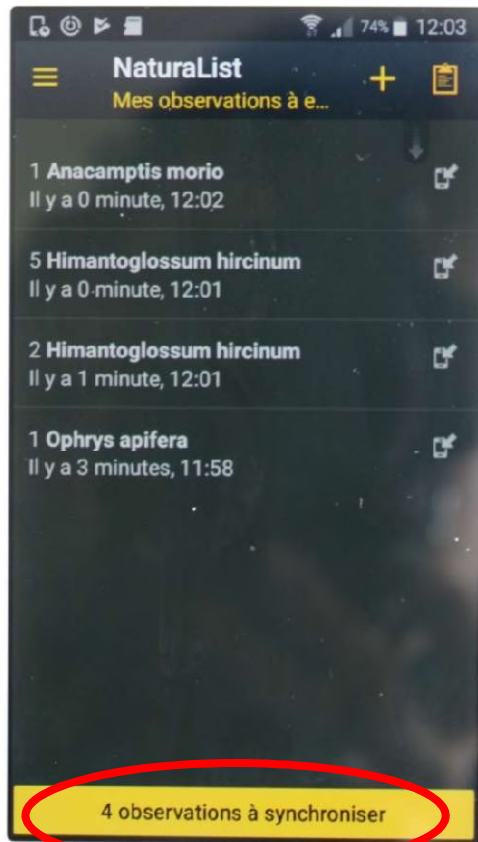 74% 12:03
NaturaList
Mes observations à e...
1 Anacamptis morio
Il y a 0 minute, 12:02
5 Himantoglossum hircinum
Il y a 0 minute, 12:01
2 Himantoglossum hircinum
Il y a 1 minute, 12:01
1 Ophrys apifera
Il y a 3 minutes, 11:58
4 observations à synchroniser